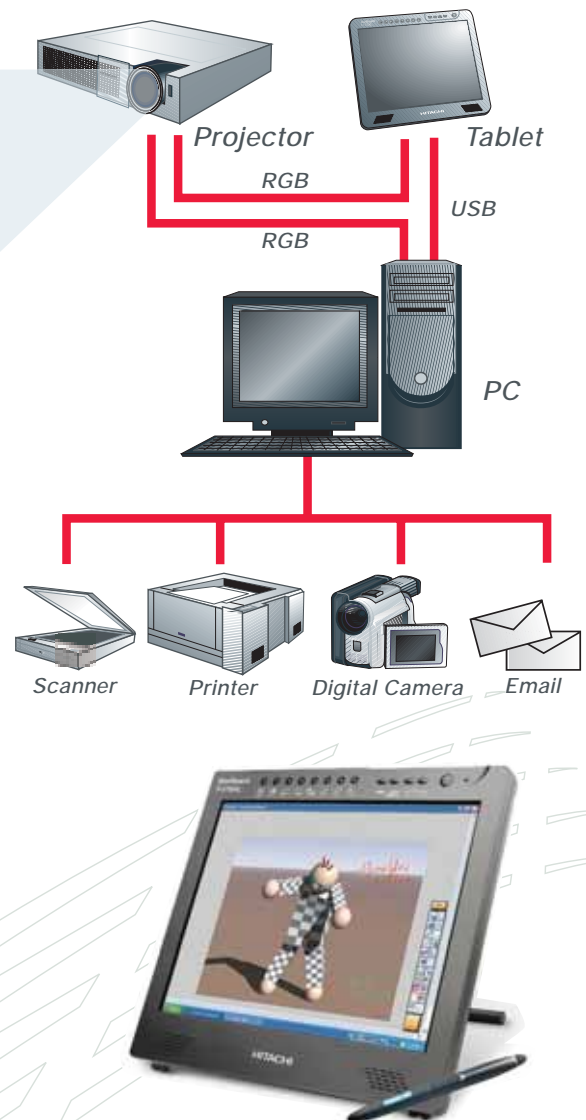 HITACHI
Projector
Tablet
RGB
USB
RGB
PC
Scanner
Printer
Digital Camera
Email
HITACHI